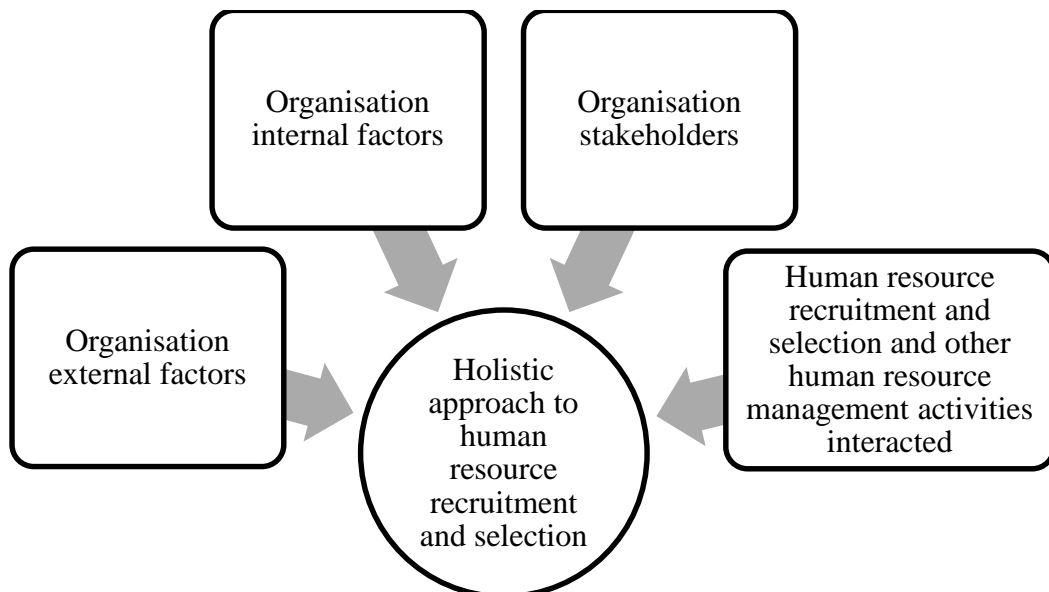 Organisation
internal factors
Organisation
stakeholders
Organisation
external factors
Human resource
recruitment and
selection and other
human resource
management activities
interacted
Holistic
approach to
human
resource
recruitment
and selection